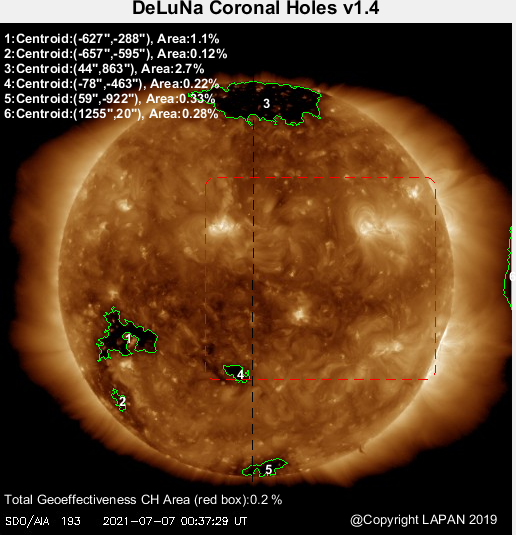 DeLuNa Coronal Holes v1.4
1:Centroid:(-627",-288"), Area:1.1%
2:Centroid:(-657",-595"), Area:0.12%
3:Centroid:(44",863"), Area:2.7%
4:Centroid:(-78",-463"), Area:0.22%
5:Centroid:(59",-922"), Area:0.33%
6:Centroid:(1255",20"), Area:0.28%
3
6
1
4
2
5
Total Geoeffectiveness CH Area (red box):0.2 %
SDO/AIA 193 2021-07-07 00:37:29 UT
@Copyright LAPAN 2019